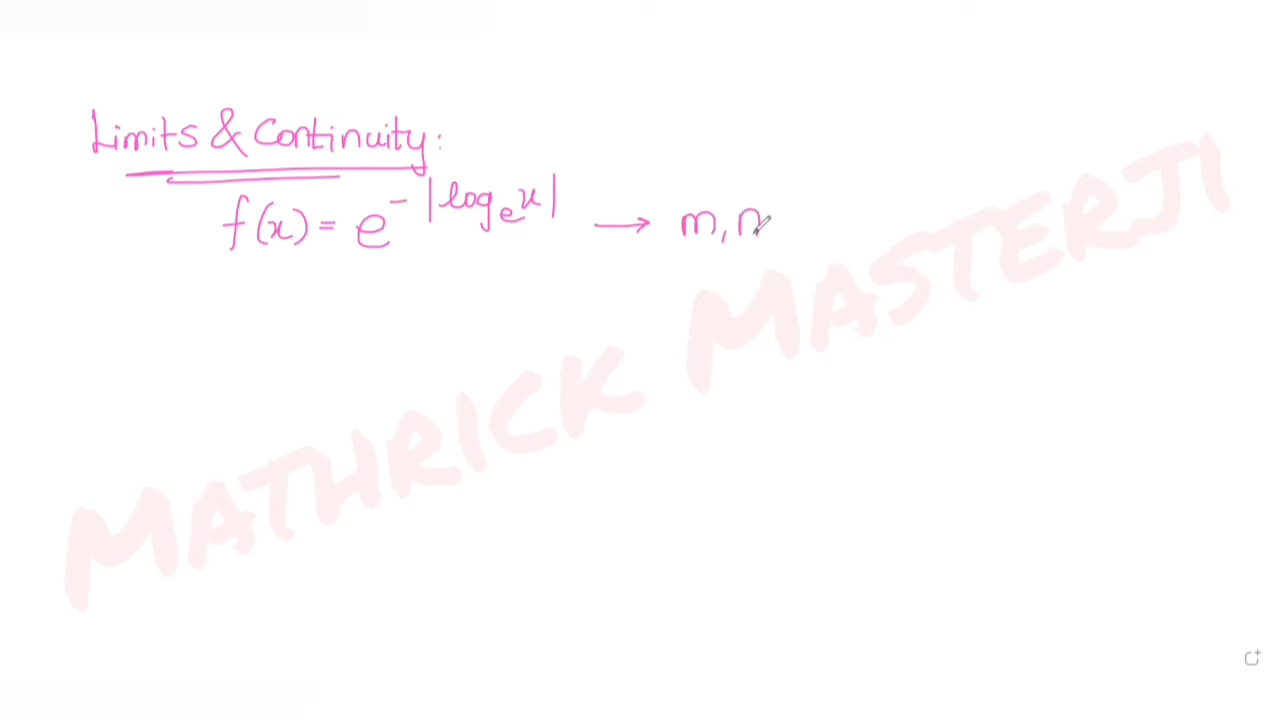 Limits & Continuity:
f(x) = e^{-|log_e x|} → m, n
MATHRICK MASTERJI